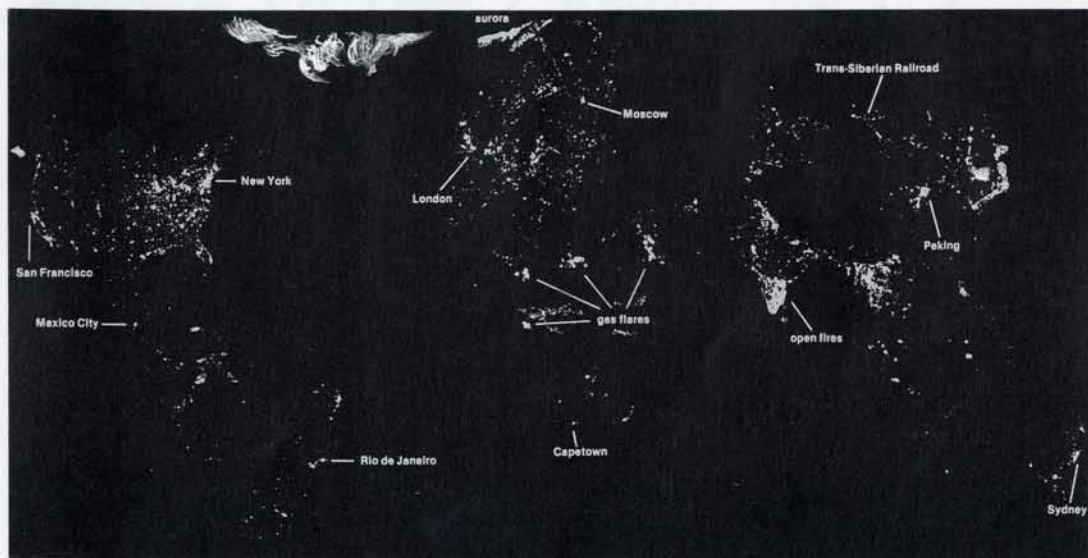 aurora
Trans-Siberian Railroad
Moscow
New York
London
Peking
San Francisco
Mexico City
gas flares
open fires
Capetown
Rio de Janeiro
Sydney